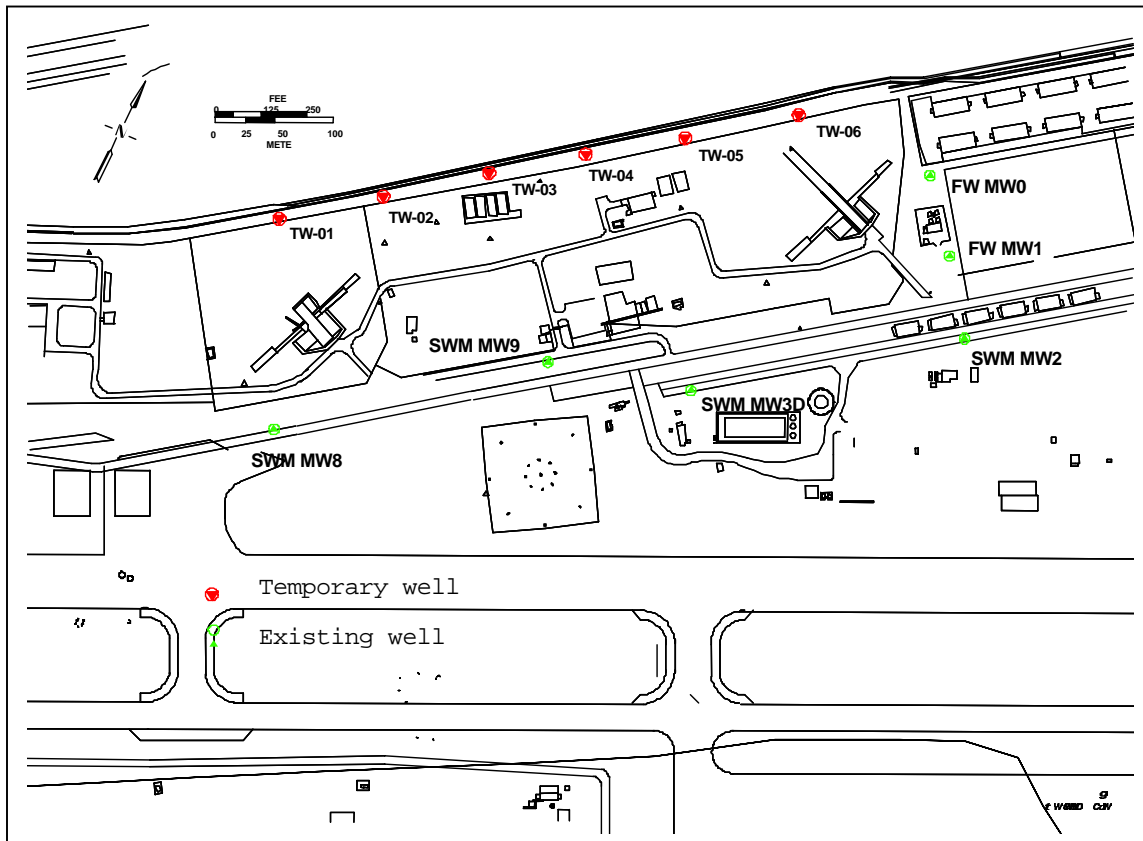 N
FEE
0 125 250
0 25 50 100
METE
TW-06
TW-05
TW-04
TW-03
TW-02
TW-01
FW MW0
FW MW1
SWM MW9
SWM MW2
SWM MW3D
SWM MW8
Temporary well
Existing well